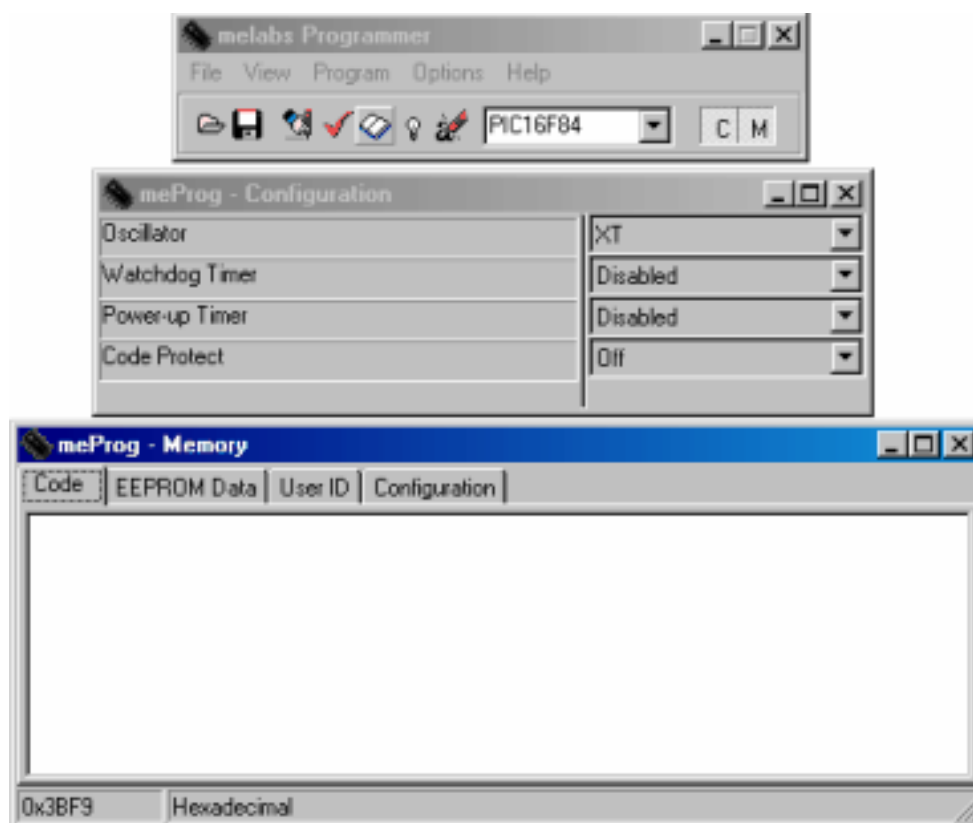 melabs Programmer
File View Program Options Help
PIC16F84 C M
meProg - Configuration
Oscillator XT
Watchdog Timer Disabled
Power-up Timer Disabled
Code Protect Off
meProg - Memory
Code EEPROM Data User ID Configuration
0x3BF9 Hexadecimal